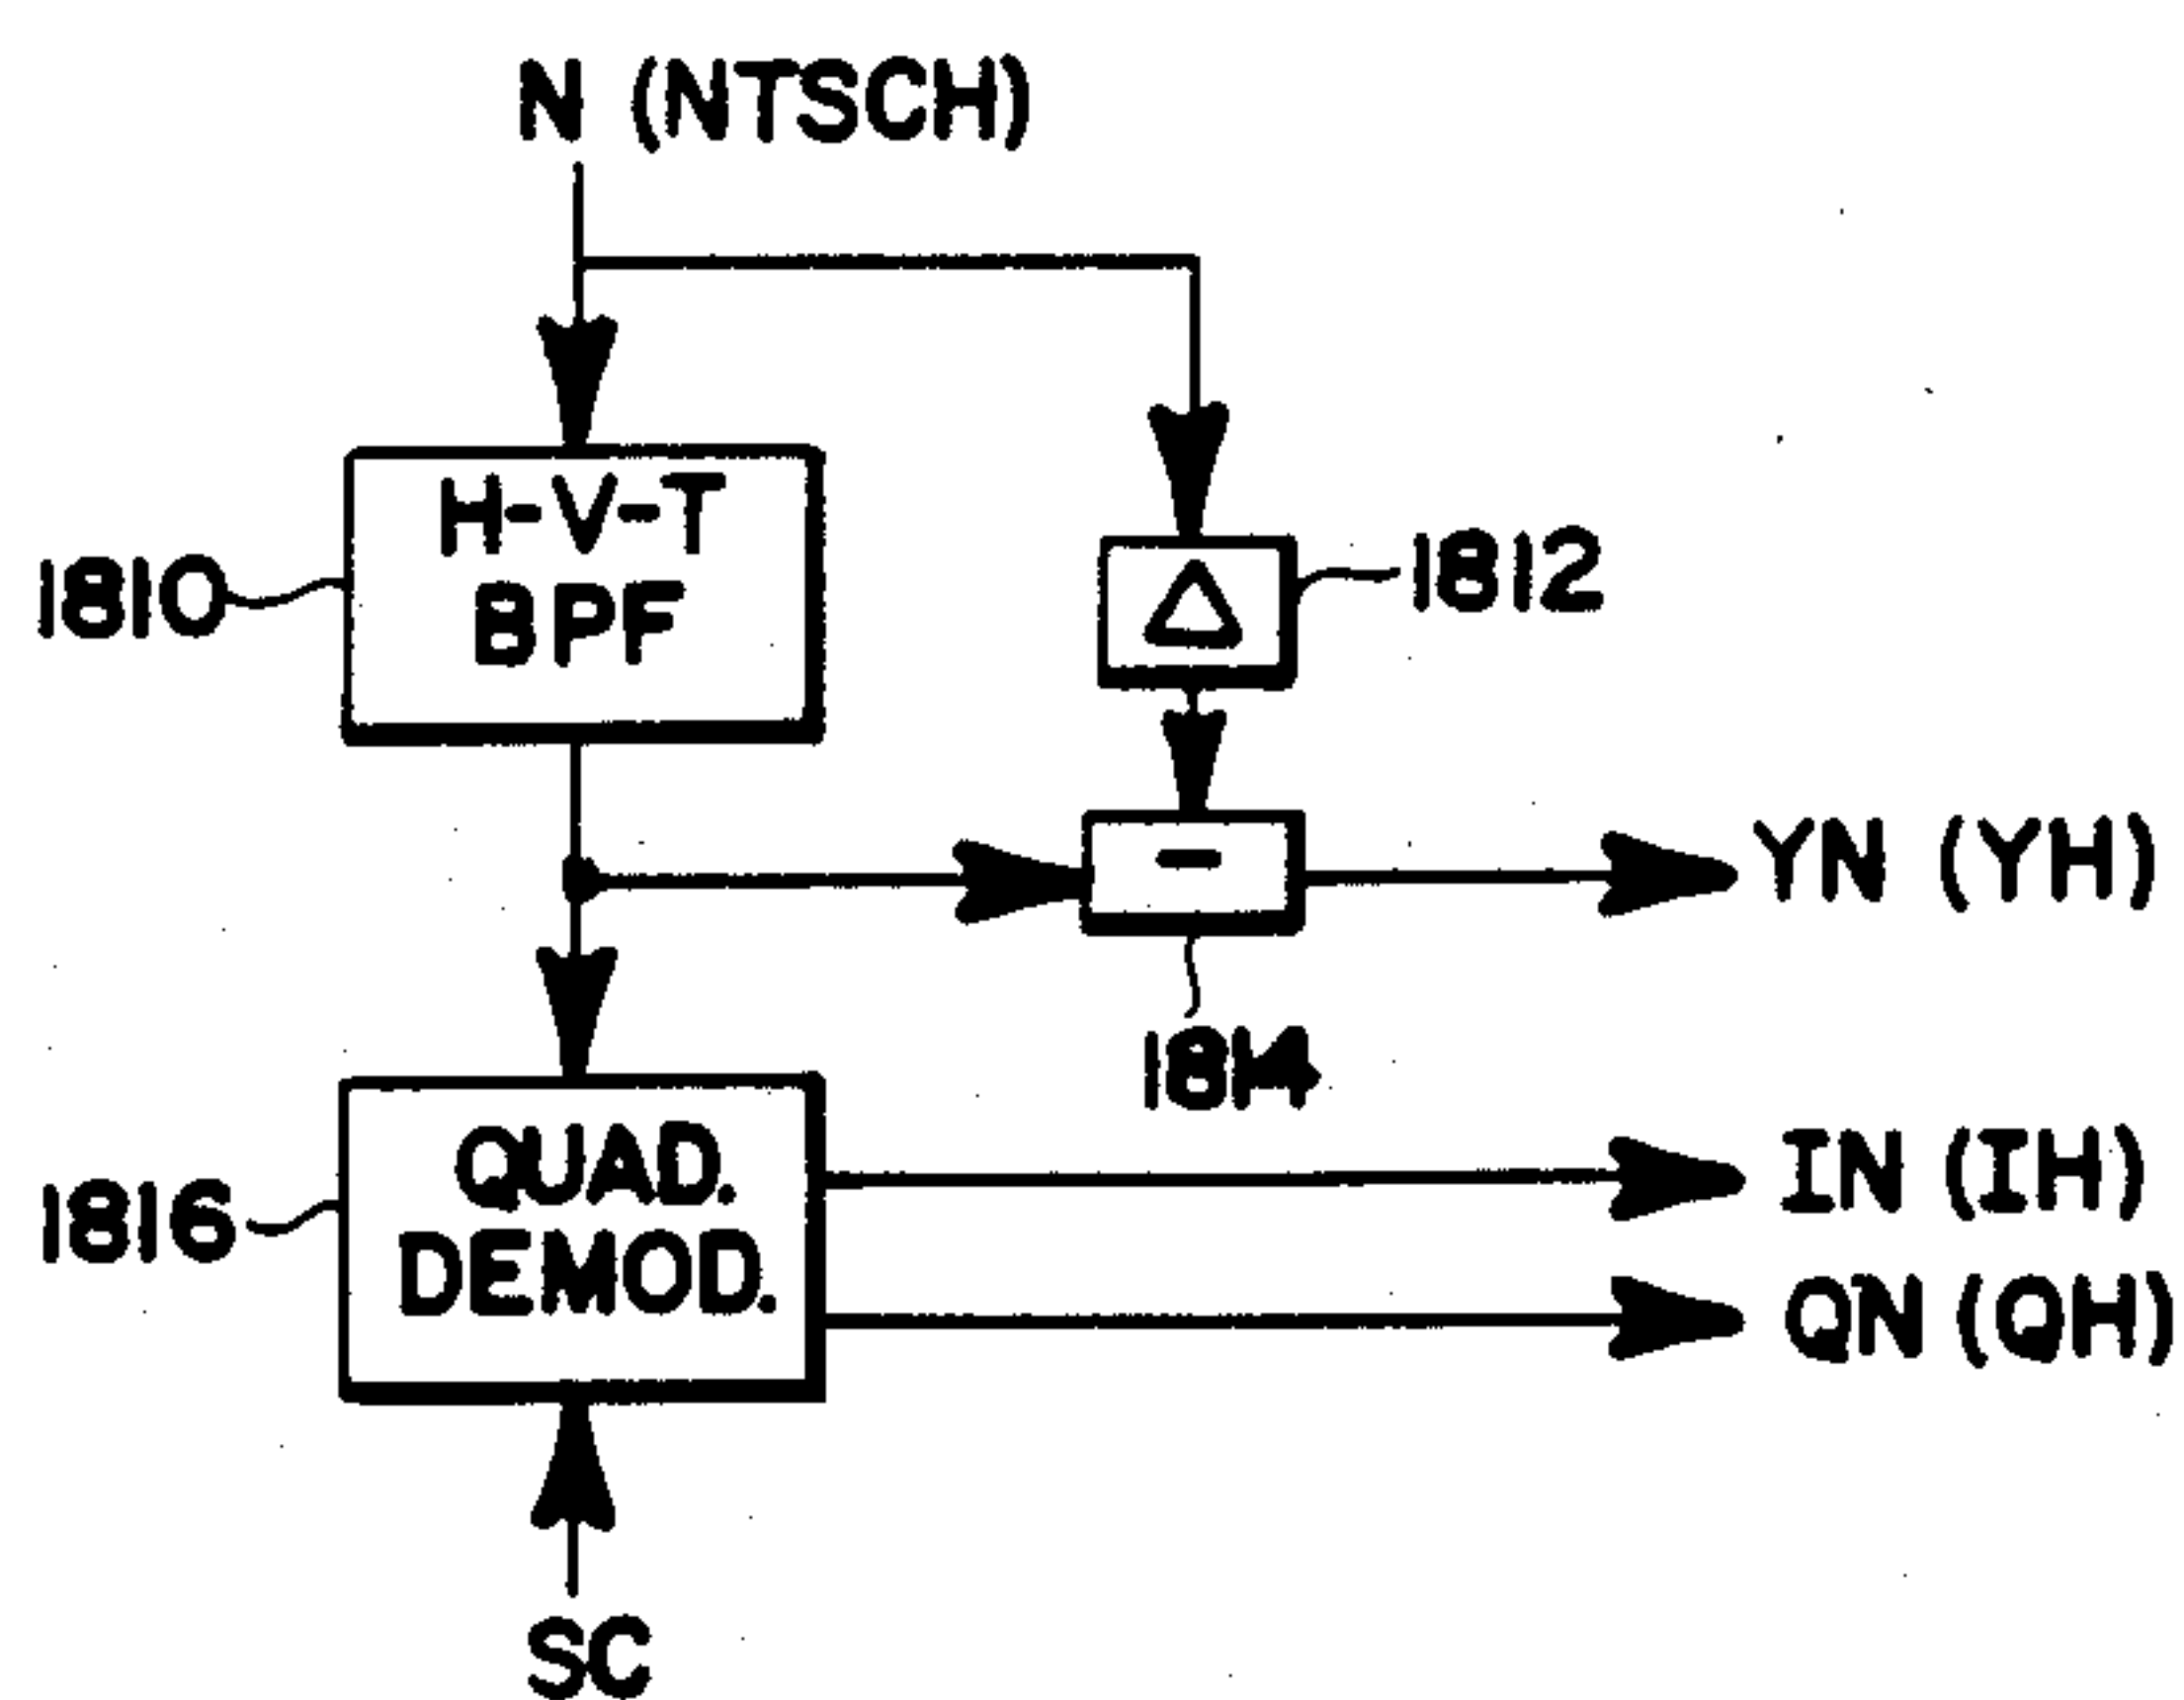 N (NTSCH)
H-V-T
BPF
1810
Δ
1812
-
YN (YH)
1814
QUAD.
DEMOD.
1816
IN (IH)
QN (QH)
SC